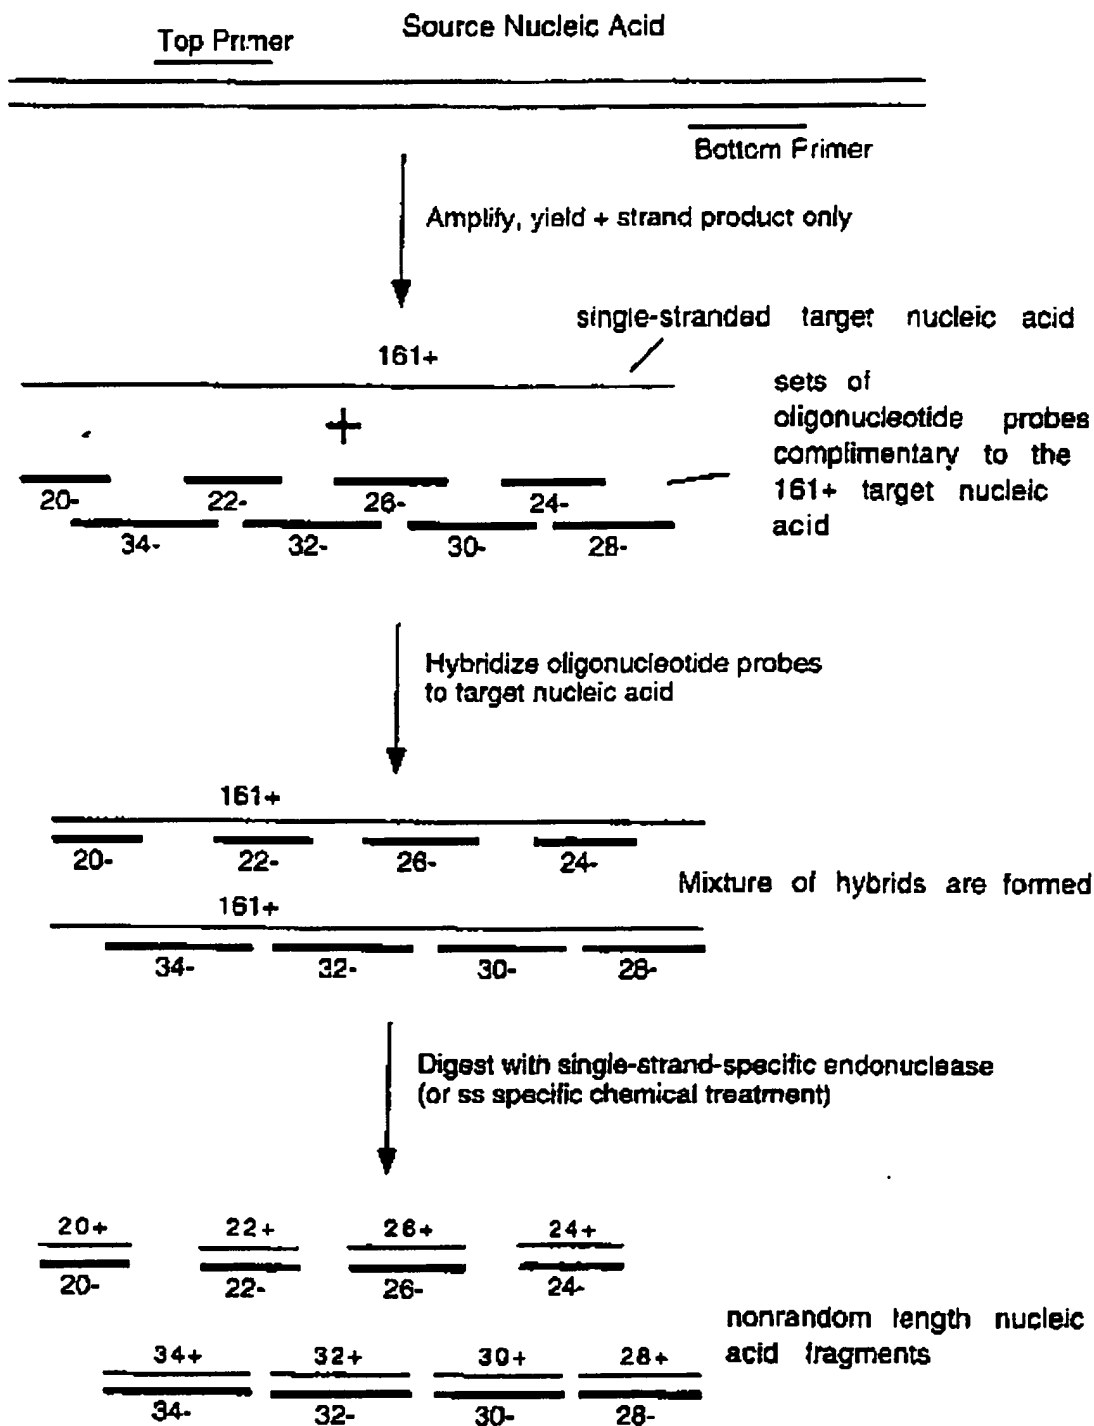 Source Nucleic Acid
Top Primer
Bottom Primer
Amplify, yield + strand product only
single-stranded target nucleic acid
161+
+
sets of
oligonucleotide probes
complimentary to the
161+ target nucleic
acid
20- 22- 26- 24-
34- 32- 30- 28-
Hybridize oligonucleotide probes
to target nucleic acid
161+
20- 22- 26- 24-
Mixture of hybrids are formed
161+
34- 32- 30- 28-
Digest with single-strand-specific endonuclease
(or ss specific chemical treatment)
20+ 22+ 26+ 24+
20- 22- 26- 24-
nonrandom length nucleic
acid fragments
34+ 32+ 30+ 28+
34- 32- 30- 28-